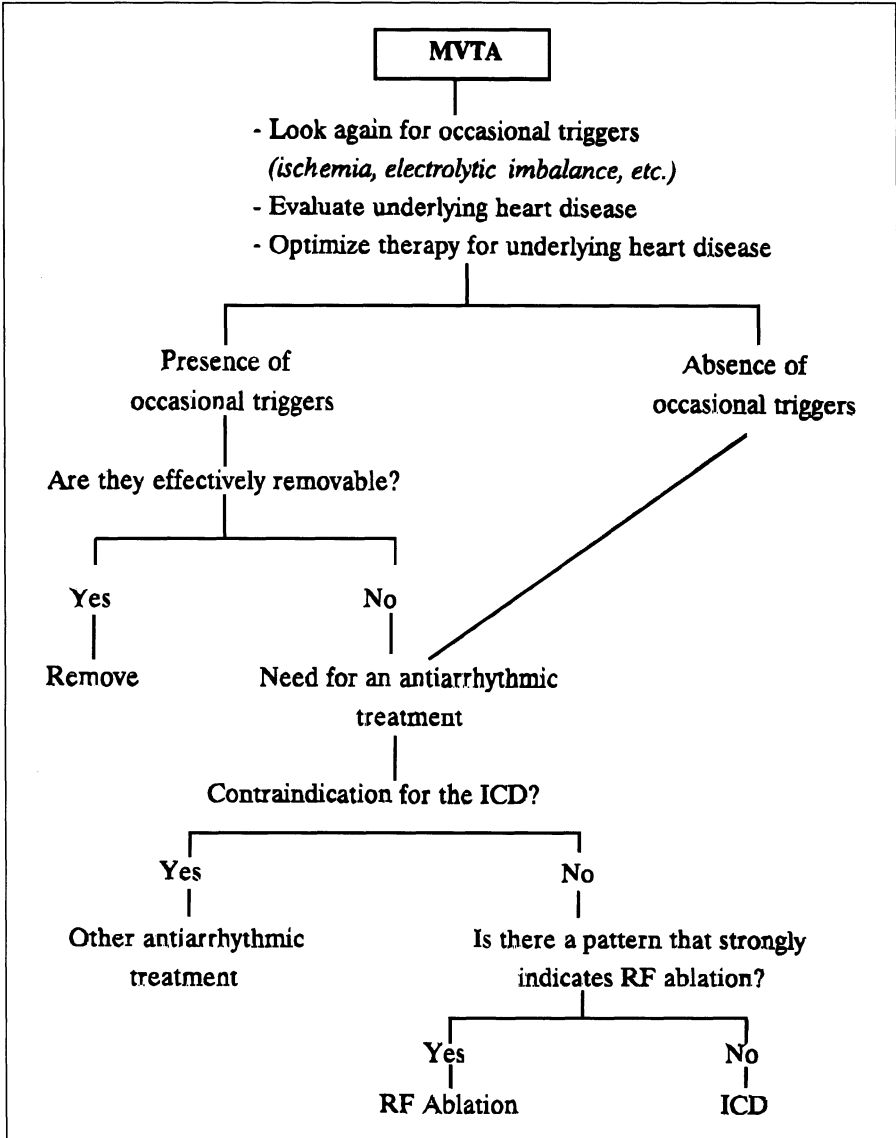 MVTA
- Look again for occasional triggers
(ischemia, electrolytic imbalance, etc.)
- Evaluate underlying heart disease
- Optimize therapy for underlying heart disease
Presence of
occasional triggers
Absence of
occasional triggers
Are they effectively removable?
Yes
No
Remove
Need for an antiarrhythmic
treatment
Contraindication for the ICD?
Yes
No
Other antiarrhythmic
treatment
Is there a pattern that strongly
indicates RF ablation?
Yes
No
RF Ablation
ICD